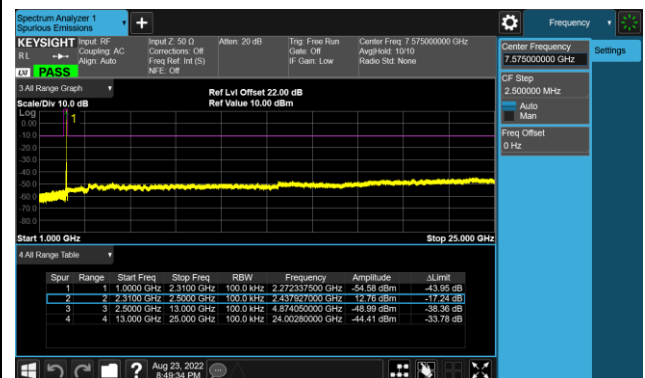 Spectrum Analyzer 1
Spurious Emissions
Frequency
KEYSIGHT
RL
LXI PASS
Input: RF
Coupling: AC
Align: Auto
Input Z: 50 Ω
Corrections: Off
Freq Ref: Int (S)
NFE: Off
Atten: 20 dB
Trig: Free Run
Gate: Off
IF Gain: Low
Center Freq: 7.575000000 GHz
Avg|Hold: 10/10
Radio Std: None
Center Frequency
7.575000000 GHz
Settings
CF Step
2.500000 MHz
Auto
Man
Freq Offset
0 Hz
3 All Range Graph
Ref Lvl Offset 22.00 dB
Scale/Div 10.0 dB
Ref Value 10.00 dBm
Log
1
0.00
-10.0
-20.0
-30.0
-40.0
-50.0
-60.0
-70.0
-80.0
Start 1.000 GHz
Stop 25.000 GHz
4 All Range Table
Spur Range Start Freq Stop Freq RBW Frequency Amplitude ΔLimit
1 1 1.0000 GHz 2.3100 GHz 100.0 kHz 2.272337500 GHz -54.58 dBm -43.95 dB
2 2 2.3100 GHz 2.5000 GHz 100.0 kHz 2.437927000 GHz 12.76 dBm -17.24 dB
3 3 2.5000 GHz 13.000 GHz 100.0 kHz 4.874050000 GHz -48.99 dBm -38.36 dB
4 4 13.000 GHz 25.000 GHz 100.0 kHz 24.00280000 GHz -44.41 dBm -33.78 dB
?
Aug 23, 2022
8:49:34 PM